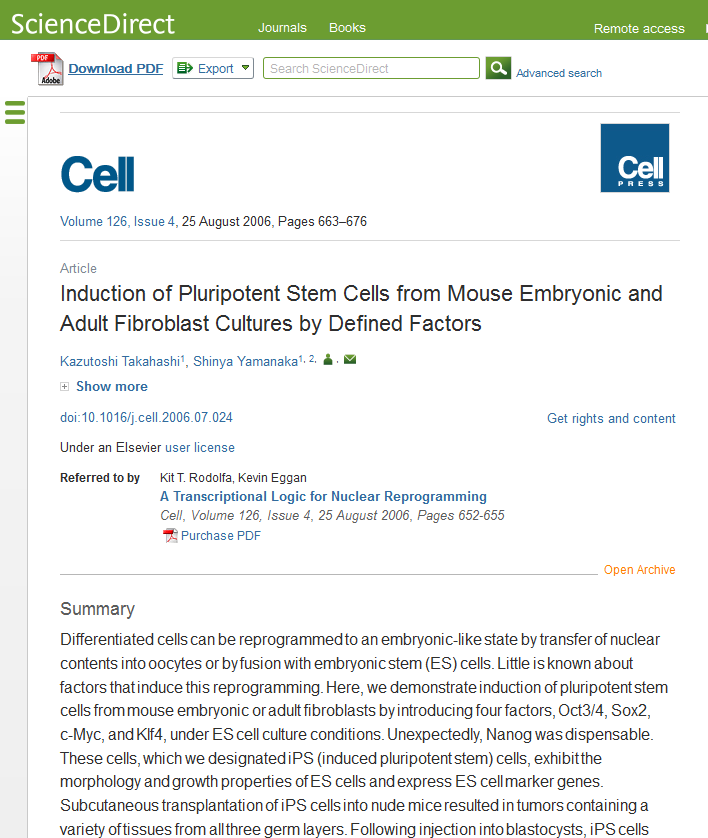 ScienceDirect
Journals Books
Remote access
PDF
Adobe
Download PDF Export Search ScienceDirect Advanced search
Cell
Cell
PRESS
Volume 126, Issue 4, 25 August 2006, Pages 663–676
Article
Induction of Pluripotent Stem Cells from Mouse Embryonic and
Adult Fibroblast Cultures by Defined Factors
Kazutoshi Takahashi1, Shinya Yamanaka1, 2, ,
Show more
doi:10.1016/j.cell.2006.07.024
Get rights and content
Under an Elsevier user license
Referred to by Kit T. Rodolfa, Kevin Eggan
A Transcriptional Logic for Nuclear Reprogramming
Cell, Volume 126, Issue 4, 25 August 2006, Pages 652-655
Purchase PDF
Open Archive
Summary
Differentiated cells can be reprogrammed to an embryonic-like state by transfer of nuclear
contents into oocytes or by fusion with embryonic stem (ES) cells. Little is known about
factors that induce this reprogramming. Here, we demonstrate induction of pluripotent stem
cells from mouse embryonic or adult fibroblasts by introducing four factors, Oct3/4, Sox2,
c-Myc, and Klf4, under ES cell culture conditions. Unexpectedly, Nanog was dispensable.
These cells, which we designated iPS (induced pluripotent stem) cells, exhibit the
morphology and growth properties of ES cells and express ES cell marker genes.
Subcutaneous transplantation of iPS cells into nude mice resulted in tumors containing a
variety of tissues from all three germ layers. Following injection into blastocysts, iPS cells